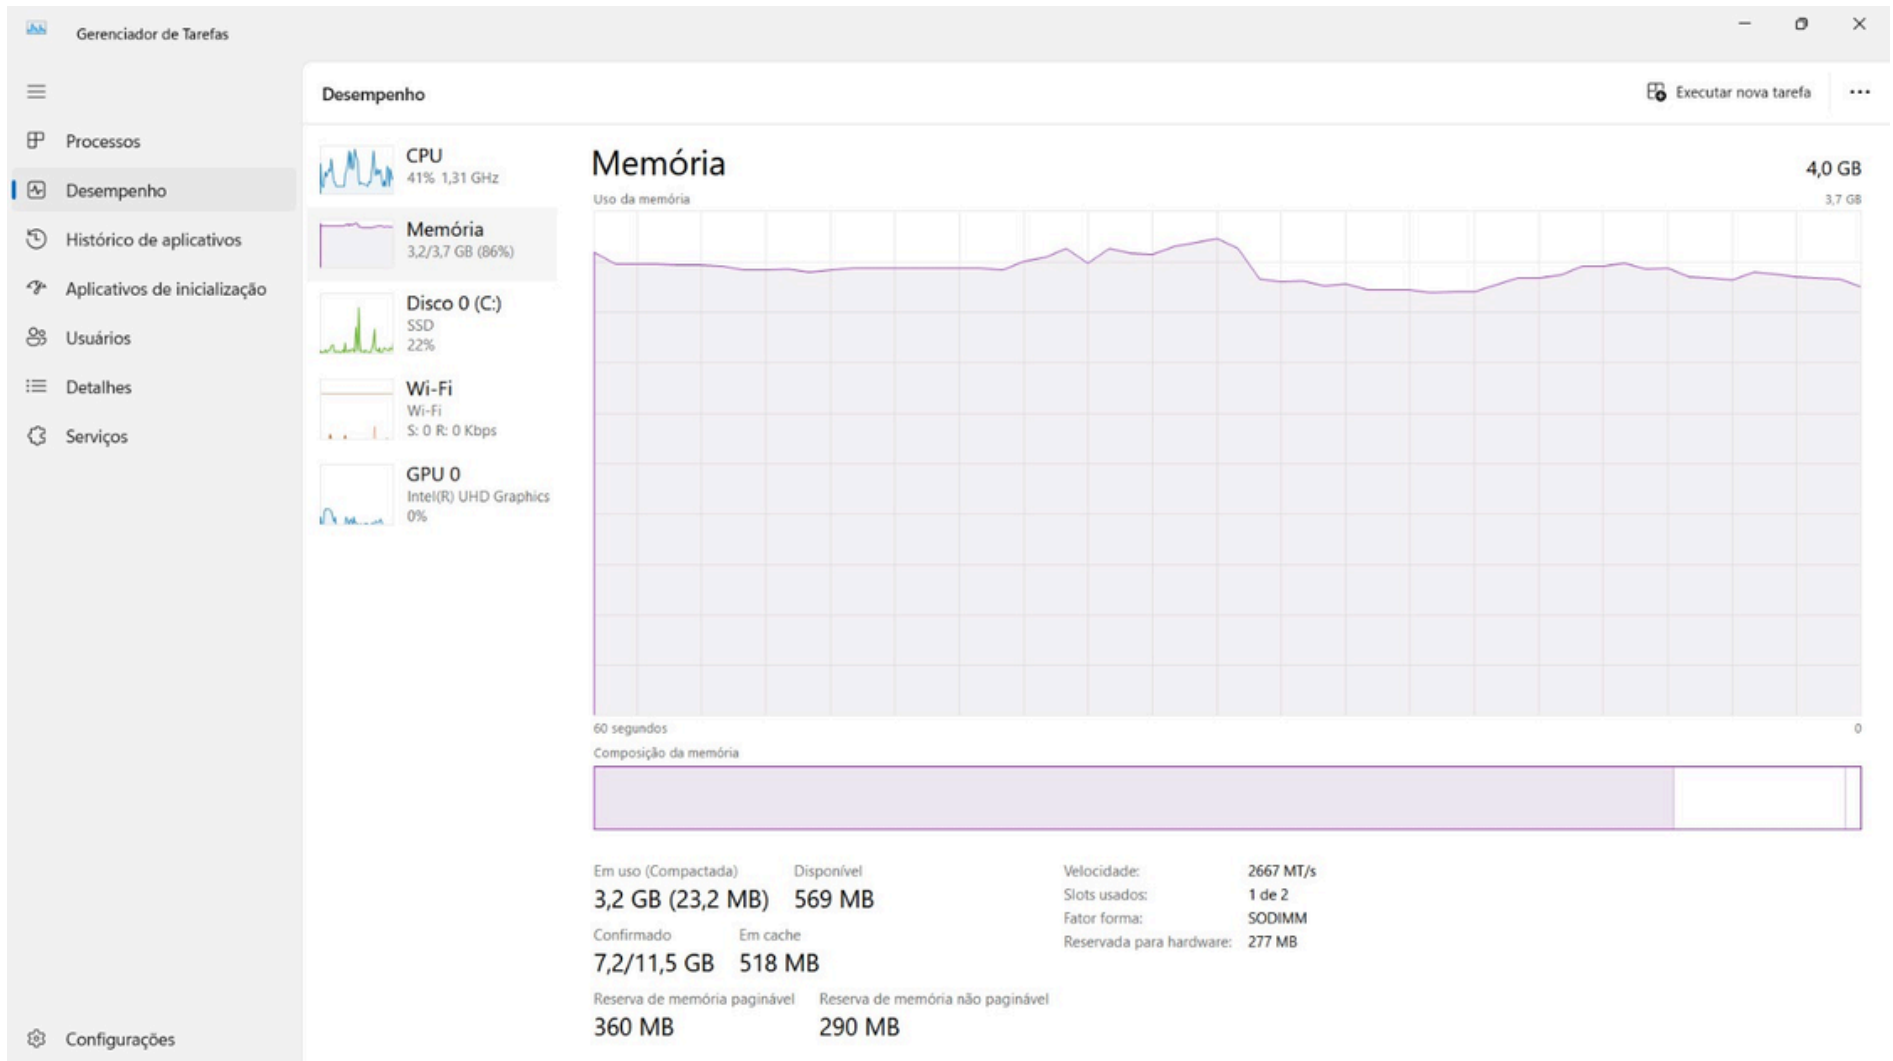 Gerenciador de Tarefas
Desempenho
Executar nova tarefa
Processos
Desempenho
Histórico de aplicativos
Aplicativos de inicialização
Usuários
Detalhes
Serviços
Configurações
CPU
41% 1,31 GHz
Memória
3,2/3,7 GB (86%)
Disco 0 (C:)
SSD
22%
Wi-Fi
Wi-Fi
S: 0 R: 0 Kbps
GPU 0
Intel(R) UHD Graphics
0%
Memória 4,0 GB
Uso da memória 3,7 GB
60 segundos 0
Composição da memória
Em uso (Compactada) Disponível
3,2 GB (23,2 MB) 569 MB
Confirmado Em cache
7,2/11,5 GB 518 MB
Reserva de memória paginável Reserva de memória não paginável
360 MB 290 MB
Velocidade: 2667 MT/s
Slots usados: 1 de 2
Fator forma: SODIMM
Reservada para hardware: 277 MB